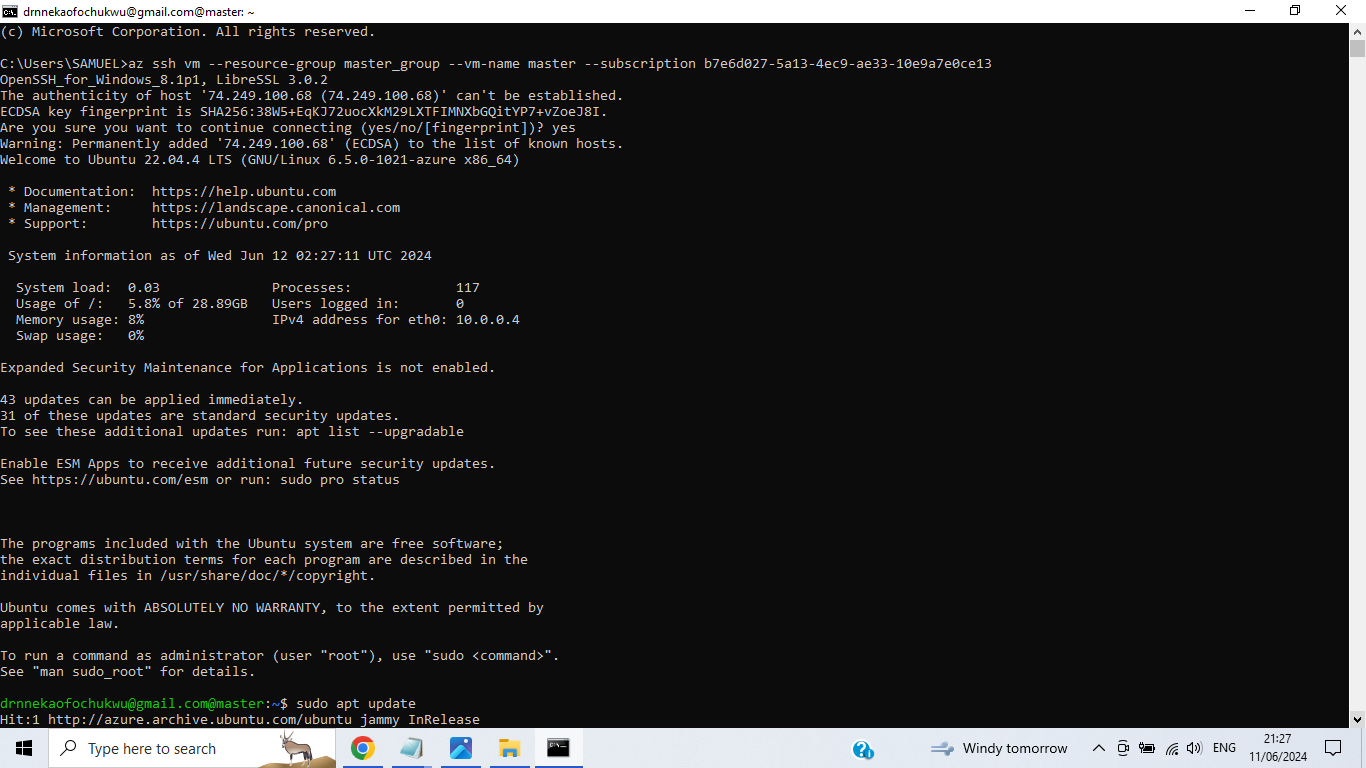 drnnekaofochukwu@gmail.com@master: ~
(c) Microsoft Corporation. All rights reserved.
C:\Users\SAMUEL>az ssh vm --resource-group master_group --vm-name master --subscription b7e6d027-5a13-4ec9-ae33-10e9a7e0ce13
OpenSSH_for_Windows_8.1p1, LibreSSL 3.0.2
The authenticity of host '74.249.100.68 (74.249.100.68)' can't be established.
ECDSA key fingerprint is SHA256:38W5+EqKJ72uocXkM29LXTFIMNXbGQitYP7+vZoeJ8I.
Are you sure you want to continue connecting (yes/no/[fingerprint])? yes
Warning: Permanently added '74.249.100.68' (ECDSA) to the list of known hosts.
Welcome to Ubuntu 22.04.4 LTS (GNU/Linux 6.5.0-1021-azure x86_64)
* Documentation:  https://help.ubuntu.com
* Management:     https://landscape.canonical.com
* Support:        https://ubuntu.com/pro
System information as of Wed Jun 12 02:27:11 UTC 2024
System load:  0.03              Processes:             117
Usage of /:   5.8% of 28.89GB   Users logged in:       0
Memory usage: 8%                IPv4 address for eth0: 10.0.0.4
Swap usage:   0%
Expanded Security Maintenance for Applications is not enabled.
43 updates can be applied immediately.
31 of these updates are standard security updates.
To see these additional updates run: apt list --upgradable
Enable ESM Apps to receive additional future security updates.
See https://ubuntu.com/esm or run: sudo pro status
The programs included with the Ubuntu system are free software;
the exact distribution terms for each program are described in the
individual files in /usr/share/doc/*/copyright.
Ubuntu comes with ABSOLUTELY NO WARRANTY, to the extent permitted by
applicable law.
To run a command as administrator (user "root"), use "sudo <command>".
See "man sudo_root" for details.
drnnekaofochukwu@gmail.com@master:~$ sudo apt update
Hit:1 http://azure.archive.ubuntu.com/ubuntu jammy InRelease
Type here to search
Windy tomorrow
ENG
21:27
11/06/2024